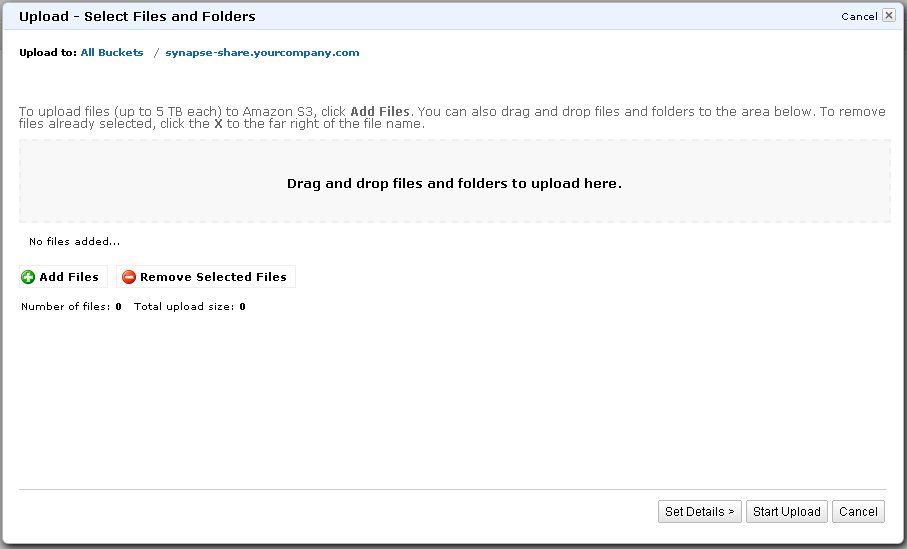 Upload - Select Files and Folders
Cancel
Upload to: All Buckets / synapse-share.yourcompany.com
To upload files (up to 5 TB each) to Amazon S3, click Add Files. You can also drag and drop files and folders to the area below. To remove
files already selected, click the X to the far right of the file name.
Drag and drop files and folders to upload here.
No files added...
Add Files Remove Selected Files
Number of files: 0 Total upload size: 0
Set Details > Start Upload Cancel